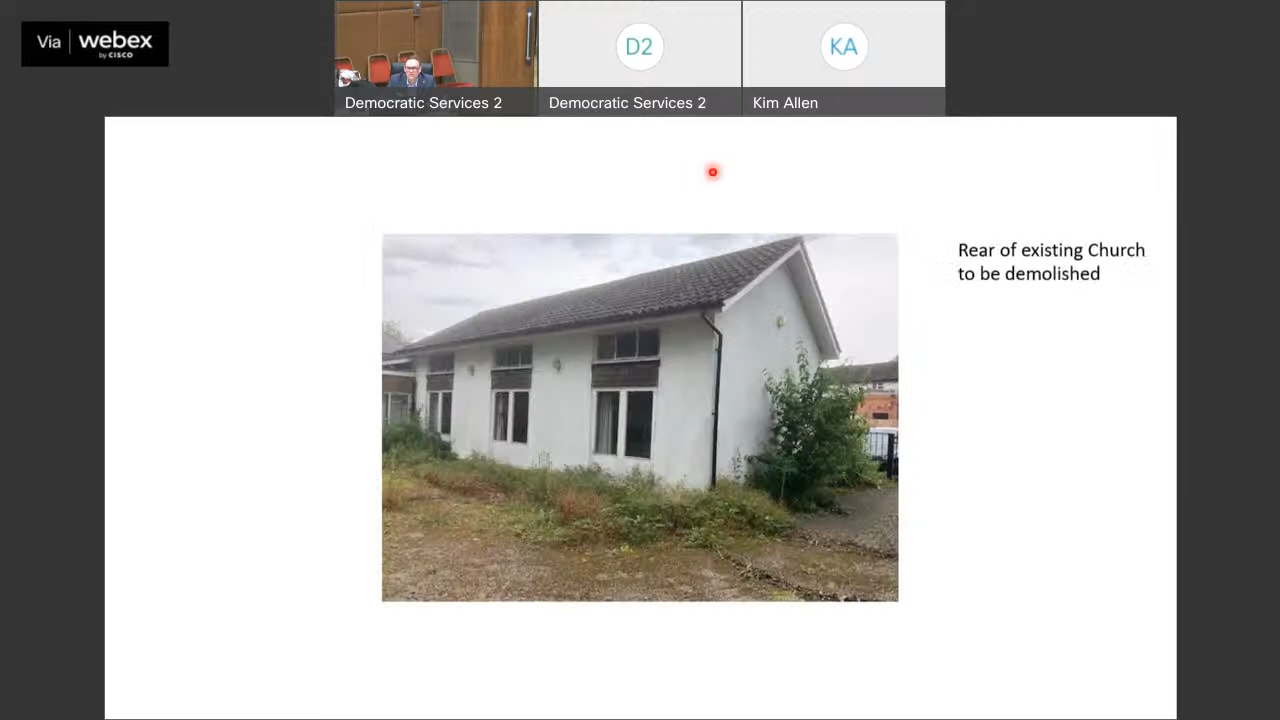 Via webex
by CISCO
Democratic Services 2
D2
Democratic Services 2
KA
Kim Allen
Rear of existing Church
to be demolished